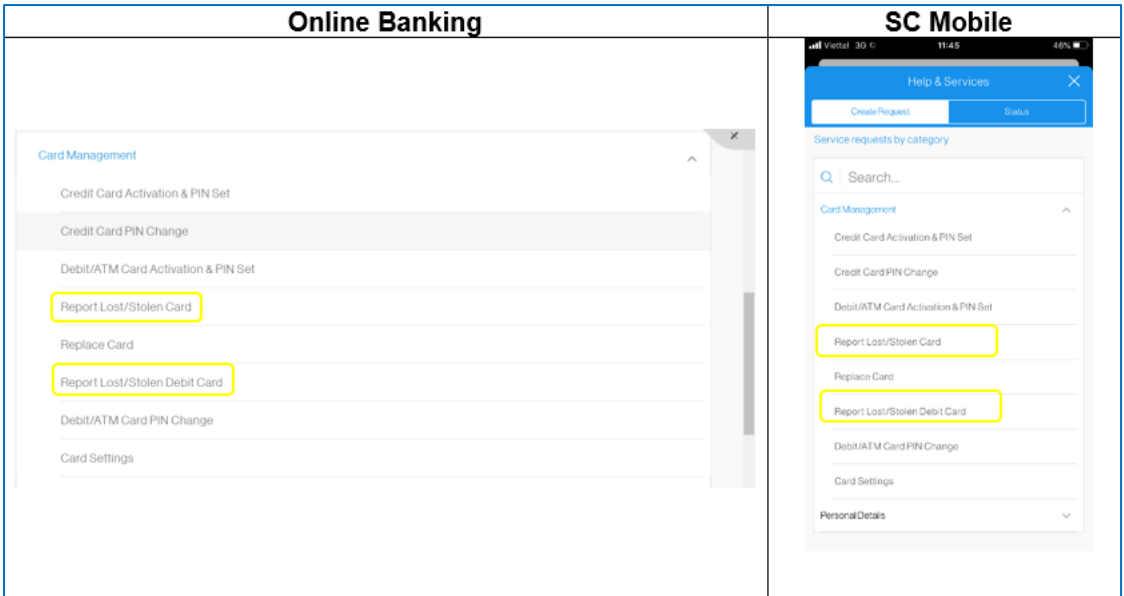 Online Banking
SC Mobile
Card Management
Credit Card Activation & PIN Set
Credit Card PIN Change
Debit/ATM Card Activation & PIN Set
Report Lost/Stolen Card
Replace Card
Report Lost/Stolen Debit Card
Debit/ATM Card PIN Change
Card Settings
Viettel 3G
11:45
46%
Help & Services
Create Request
Status
Service requests by category
Search...
Card Management
Credit Card Activation & PIN Set
Credit Card PIN Change
Debit/ATM Card Activation & PIN Set
Report Lost/Stolen Card
Replace Card
Report Lost/Stolen Debit Card
Debit/ATM Card PIN Change
Card Settings
Personal Details